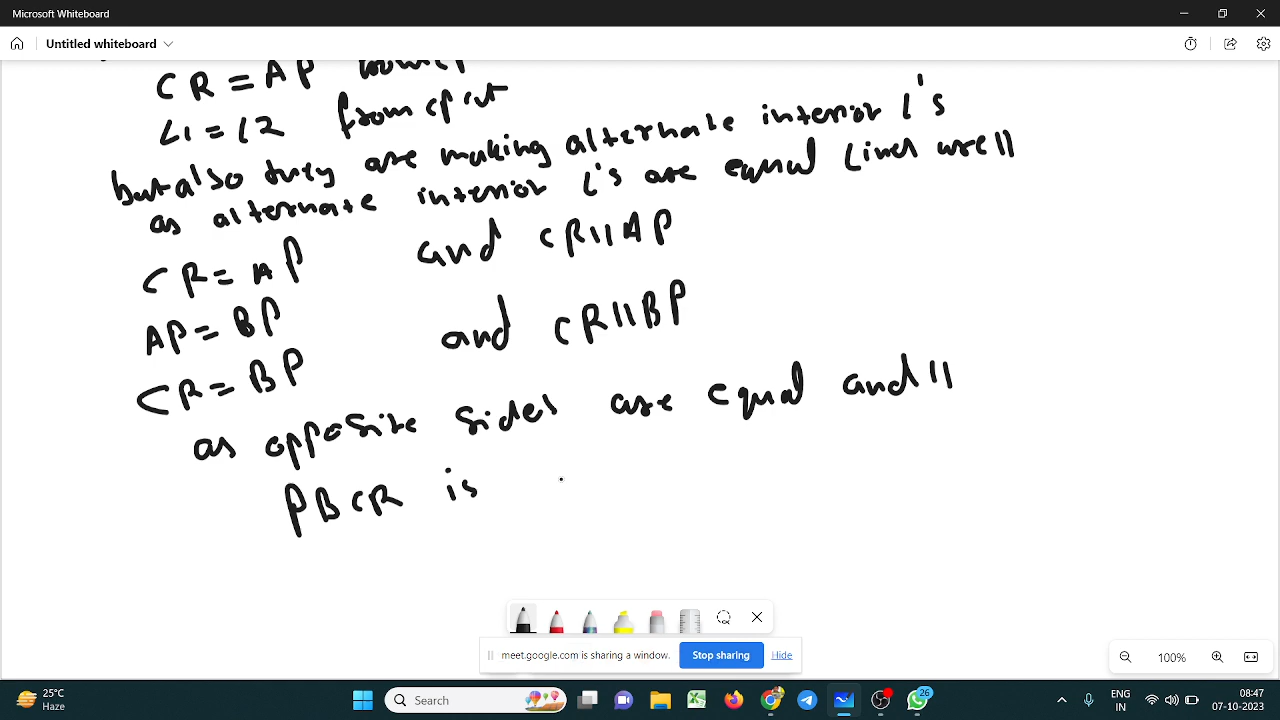 Microsoft Whiteboard
Untitled whiteboard
CR = AP
∠1 = ∠2 from cpct
but also they are making alternate interior ∠'s
as alternate interior ∠'s are equal Lines are ||
CR = AP and CR || AP
AP = BP
CR = BP and CR || BP
as opposite sides are equal and ||
PBCR is
meet.google.com is sharing a window. Stop sharing Hide
100%
25°C
Haze
Search
26
ENG
IN
20:47
07-10-2023